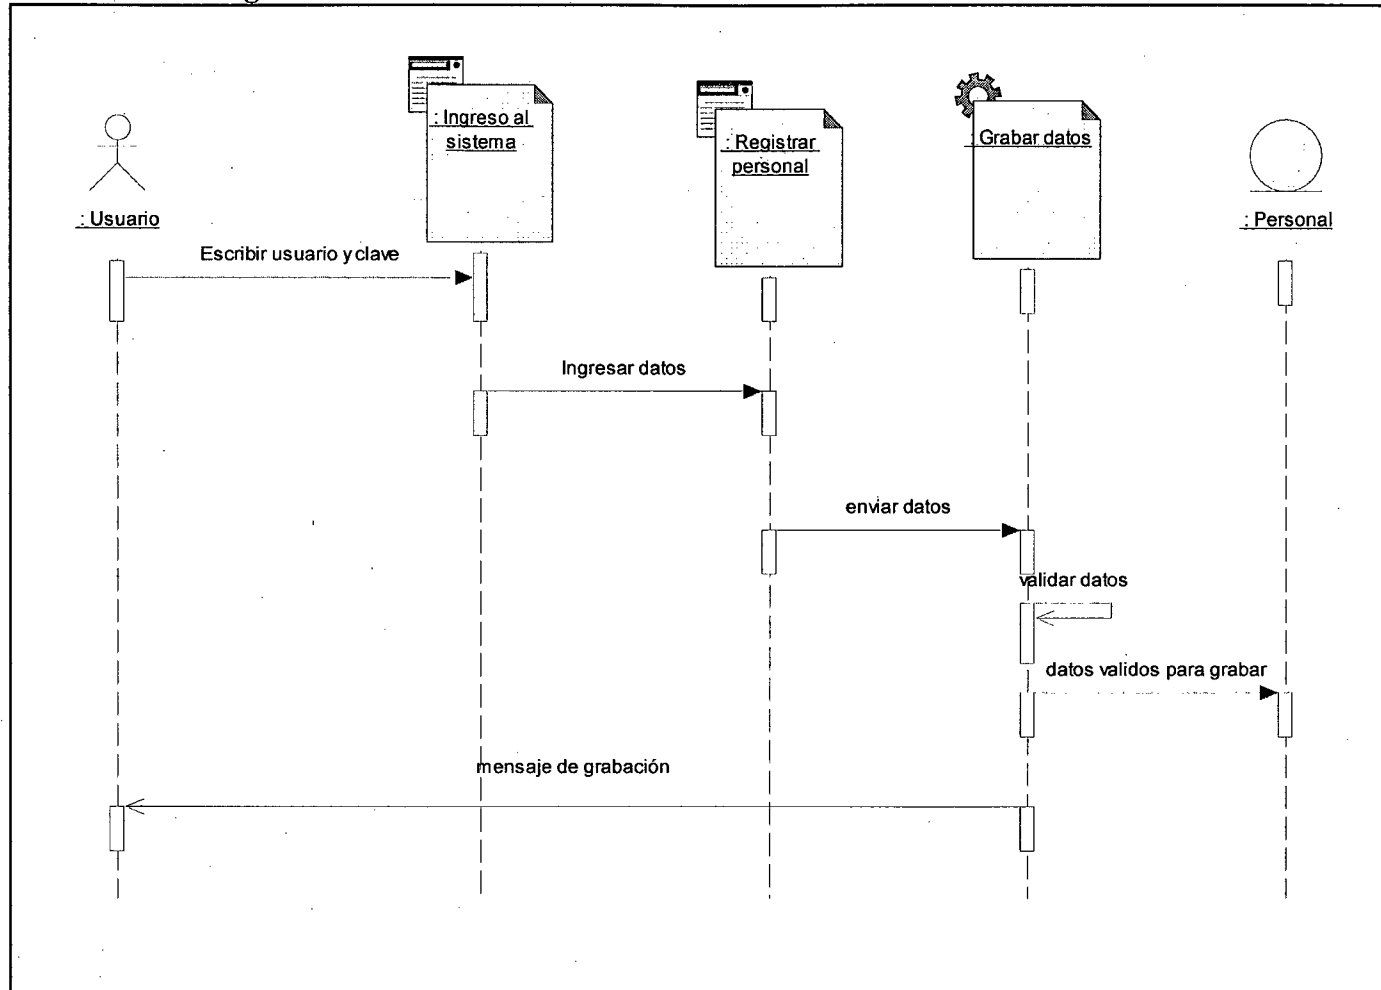 : Ingreso al
sistema
: Registrar
personal
: Grabar datos
: Usuario
: Personal
Escribir usuario y clave
Ingresar datos
enviar datos
validar datos
datos validos para grabar
mensaje de grabación